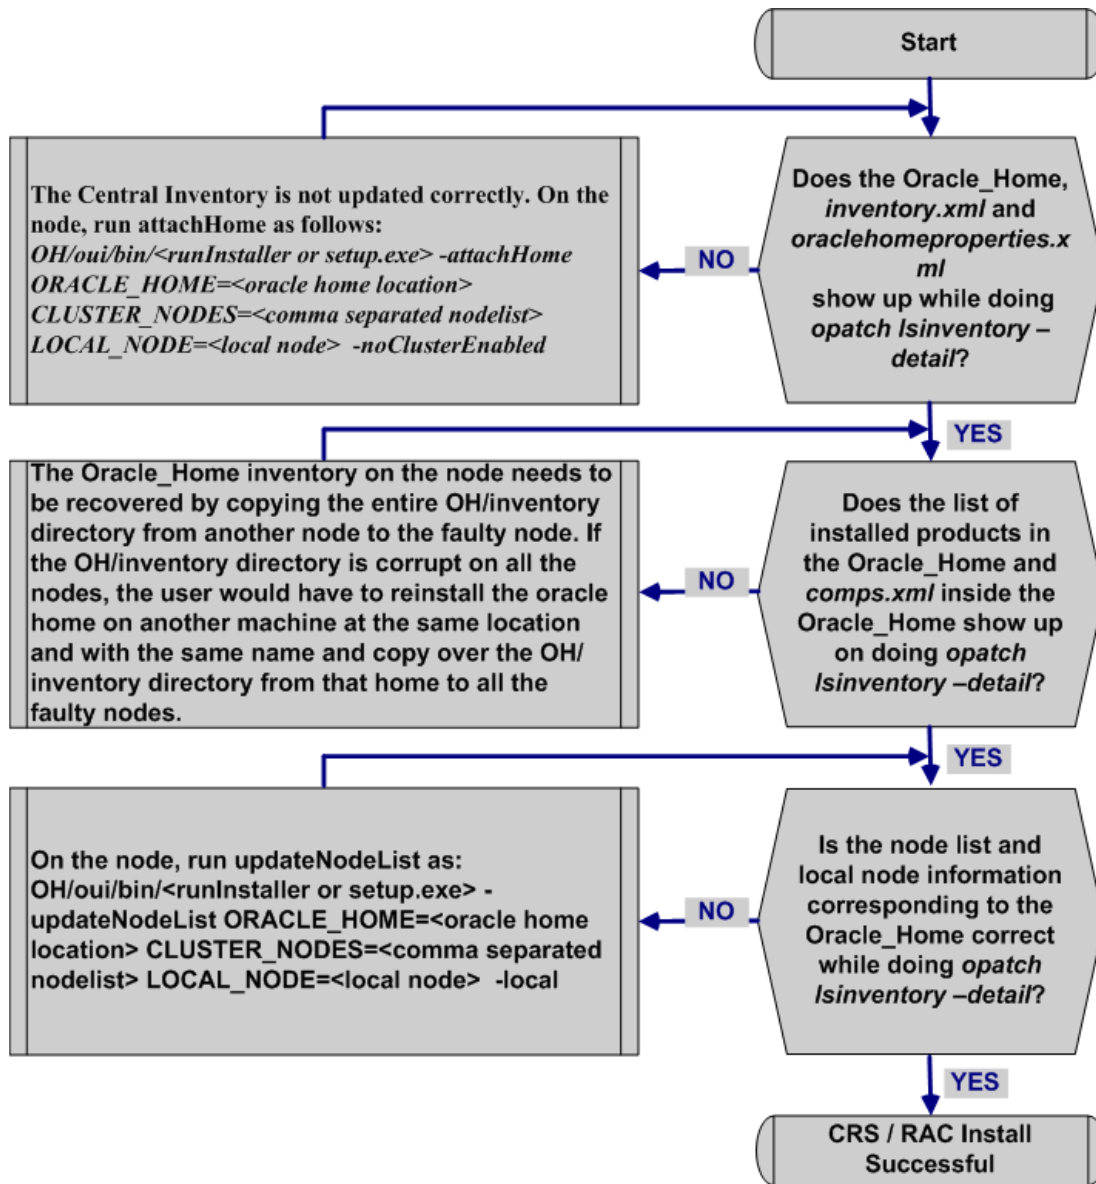 Start
The Central Inventory is not updated correctly. On the
node, run attachHome as follows:
OH/oui/bin/<runInstaller or setup.exe> -attachHome
ORACLE_HOME=<oracle home location>
CLUSTER_NODES=<comma separated nodelist>
LOCAL_NODE=<local node>  -noClusterEnabled
NO
Does the Oracle_Home,
inventory.xml and
oraclehomeproperties.x
ml
show up while doing
opatch lsinventory –
detail?
YES
The Oracle_Home inventory on the node needs to
be recovered by copying the entire OH/inventory
directory from another node to the faulty node. If
the OH/inventory directory is corrupt on all the
nodes, the user would have to reinstall the oracle
home on another machine at the same location
and with the same name and copy over the OH/
inventory directory from that home to all the
faulty nodes.
NO
Does the list of
installed products in
the Oracle_Home and
comps.xml inside the
Oracle_Home show up
on doing opatch
lsinventory –detail?
YES
On the node, run updateNodeList as:
OH/oui/bin/<runInstaller or setup.exe> -
updateNodeList ORACLE_HOME=<oracle home
location> CLUSTER_NODES=<comma separated
nodelist> LOCAL_NODE=<local node>  -local
NO
Is the node list and
local node information
corresponding to the
Oracle_Home correct
while doing opatch
lsinventory –detail?
YES
CRS / RAC Install
Successful